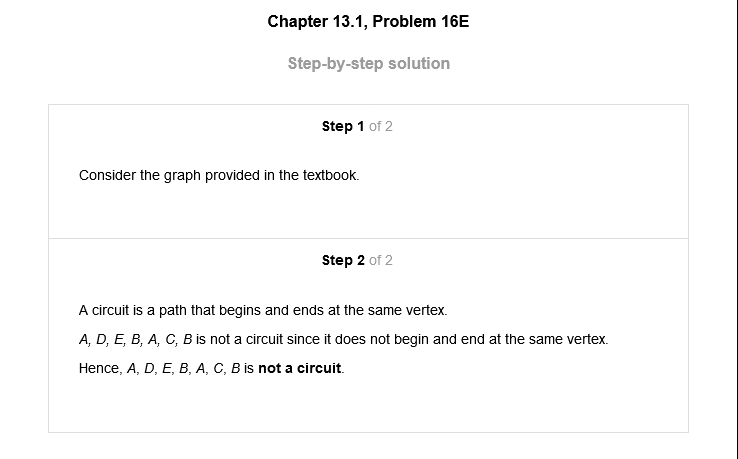 Chapter 13.1, Problem 16E
Step-by-step solution
Step 1 of 2
Consider the graph provided in the textbook.
Step 2 of 2
A circuit is a path that begins and ends at the same vertex.
A, D, E, B, A, C, B is not a circuit since it does not begin and end at the same vertex.
Hence, A, D, E, B, A, C, B is not a circuit.